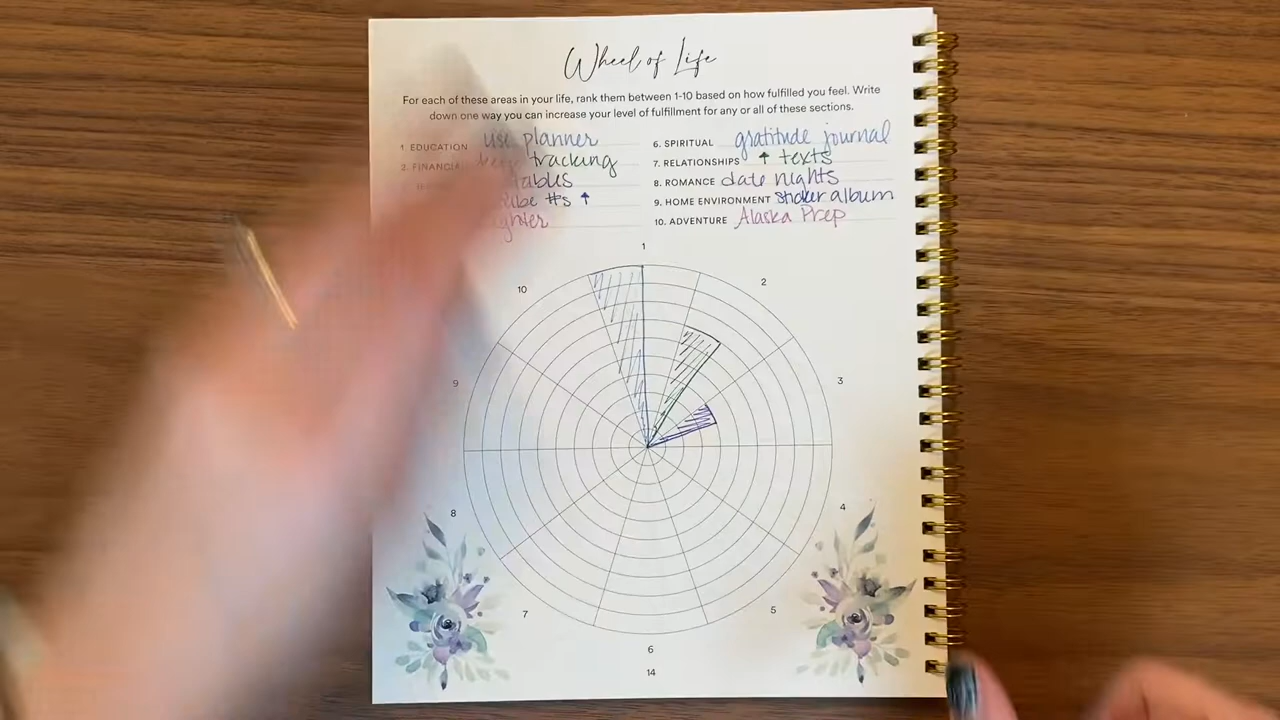 Wheel of Life
For each of these areas in your life, rank them between 1-10 based on how fulfilled you feel. Write
down one way you can increase your level of fulfillment for any or all of these sections.
1. EDUCATION use planner
2. tracking
#s ↑
6. SPIRITUAL gratitude journal
7. RELATIONSHIPS ↑ texts
8. ROMANCE date nights
9. HOME ENVIRONMENT sticker album
10. ADVENTURE Alaska Prep
1
2
3
4
5
6
7
8
9
10
14